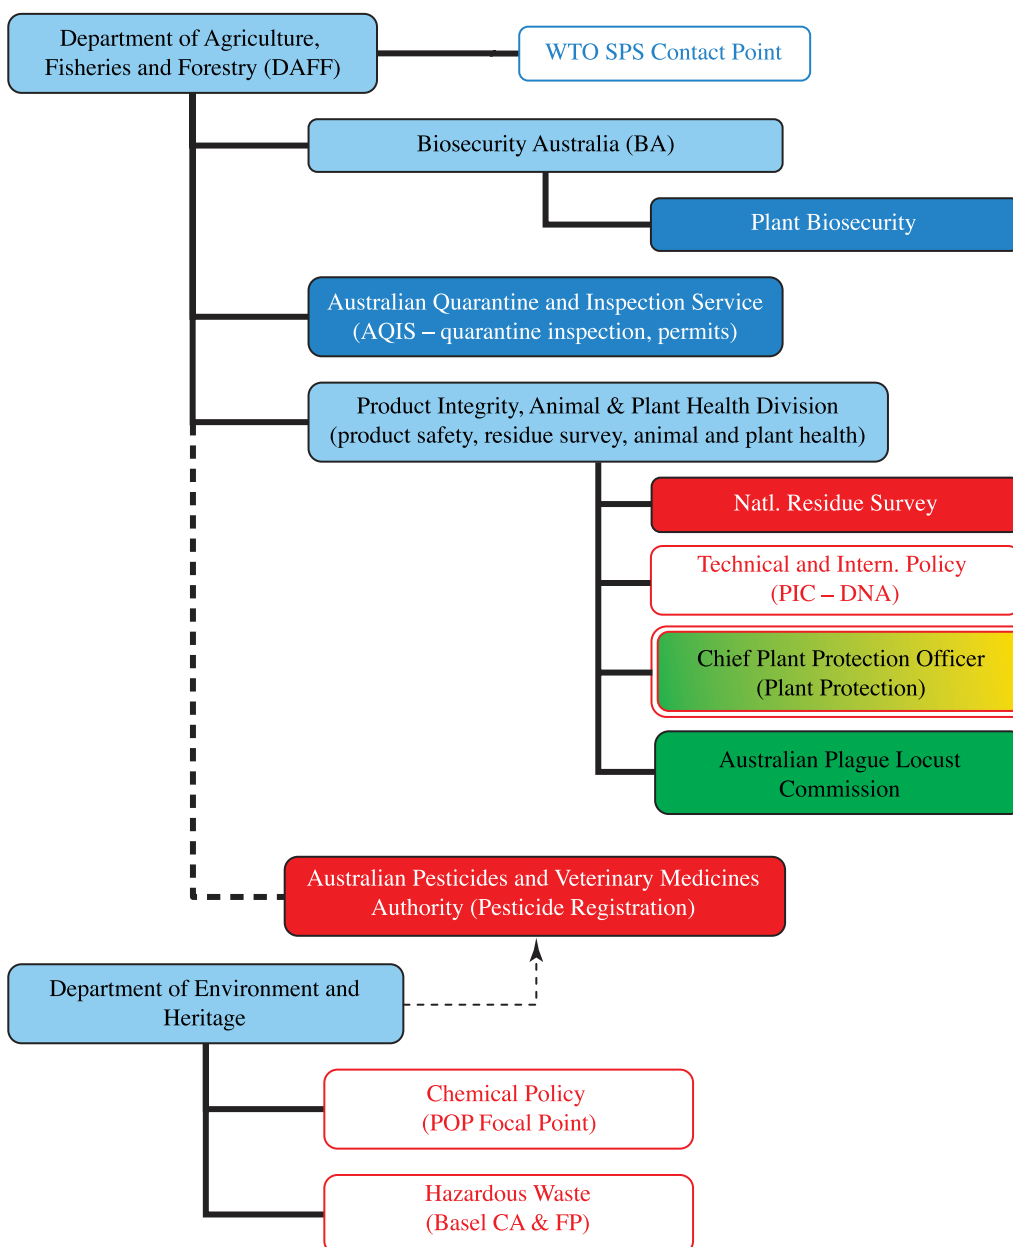 Department of Agriculture,
Fisheries and Forestry (DAFF)
WTO SPS Contact Point
Biosecurity Australia (BA)
Plant Biosecurity
Australian Quarantine and Inspection Service
(AQIS – quarantine inspection, permits)
Product Integrity, Animal & Plant Health Division
(product safety, residue survey, animal and plant health)
Natl. Residue Survey
Technical and Intern. Policy
(PIC – DNA)
Chief Plant Protection Officer
(Plant Protection)
Australian Plague Locust
Commission
Australian Pesticides and Veterinary Medicines
Authority (Pesticide Registration)
Department of Environment and
Heritage
Chemical Policy
(POP Focal Point)
Hazardous Waste
(Basel CA & FP)